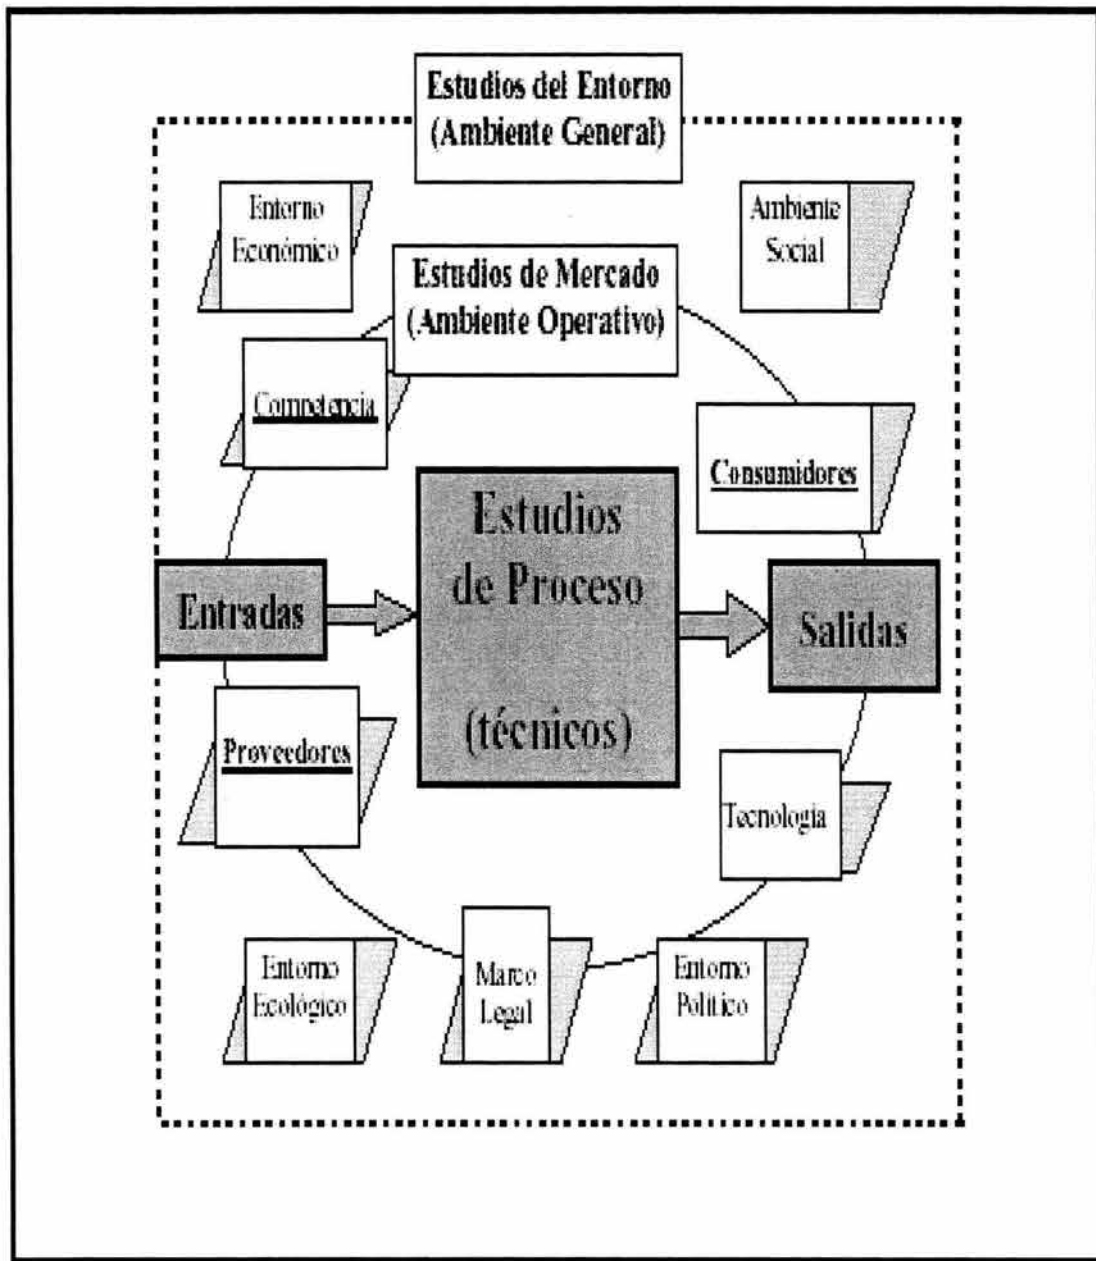 Estudios del Entorno
(Ambiente General)
Entorno
Económico
Ambiente
Social
Estudios de Mercado
(Ambiente Operativo)
Competencia
Consumidores
Estudios
de Proceso
(técnicos)
Entradas
Salidas
Proveedores
Tecnología
Entorno
Ecológico
Marco
Legal
Entorno
Político